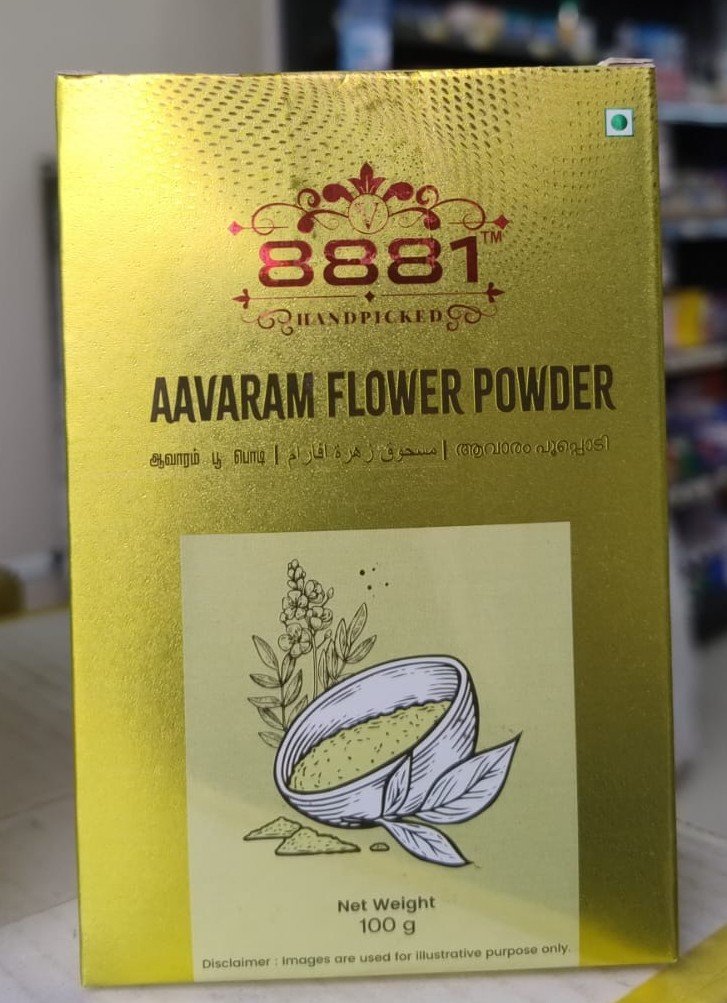 8881™
HANDPICKED
AAVARAM FLOWER POWDER
ஆவாரம் பூ பொடி | مسحوق زهرة أفارام | ആവാരം പൂപ്പൊടി
Net Weight
100 g
Disclaimer : Images are used for illustrative purpose only.